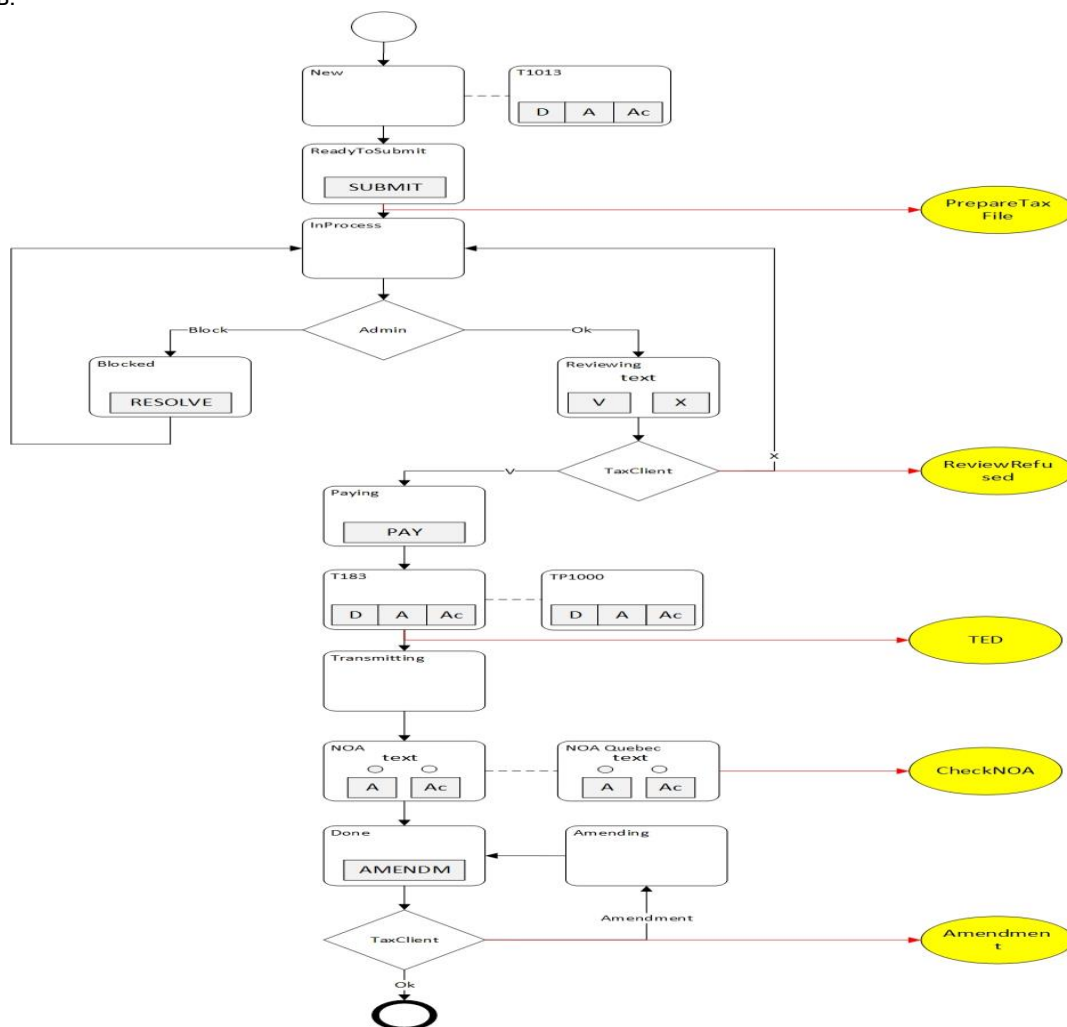 B.
New
T1013
D A Ac
ReadyToSubmit
SUBMIT
PrepareTax
File
InProcess
Admin
Block
Ok
Blocked
RESOLVE
Reviewing
text
V X
TaxClient
V
X
ReviewRefu
sed
Paying
PAY
T183
D A Ac
TP1000
D A Ac
TED
Transmitting
NOA
text
A Ac
NOA Quebec
text
A Ac
CheckNOA
Done
AMENDM
Amending
Amendment
TaxClient
Amendmen
t
Ok